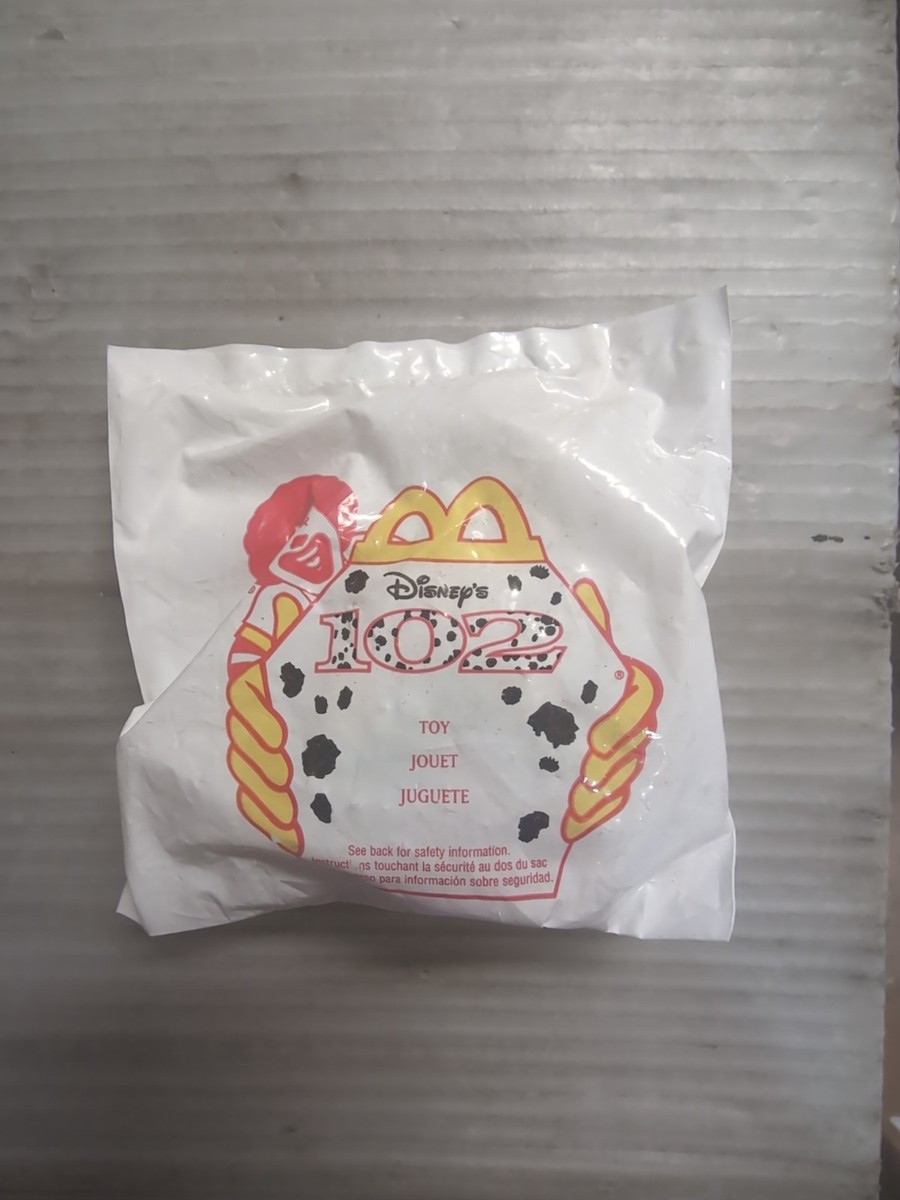 Disney's
102
®
TOY
JOUET
JUGUETE
See back for safety information.
touchant la sécurité au dos du sac
para información sobre seguridad.